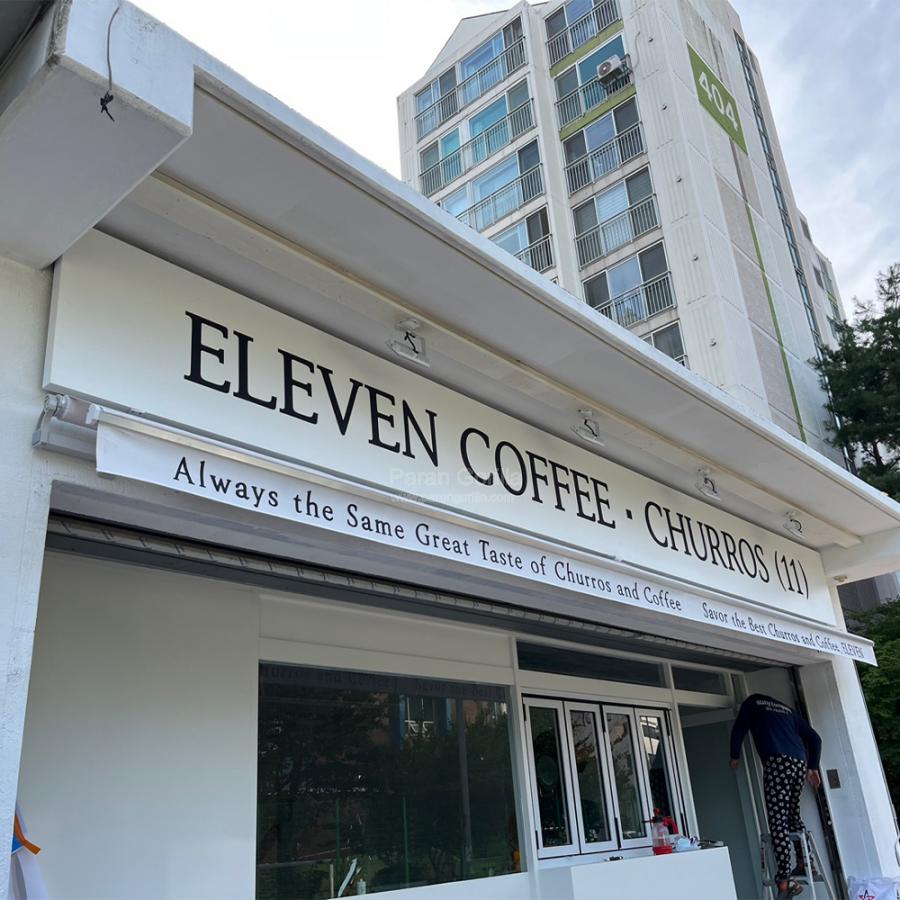 404
ELEVEN COFFEE · CHURROS (11)
Paran Gorilla
Always the Same Great Taste of Churros and Coffee Savor the Best Churros and Coffee, ELEVEN